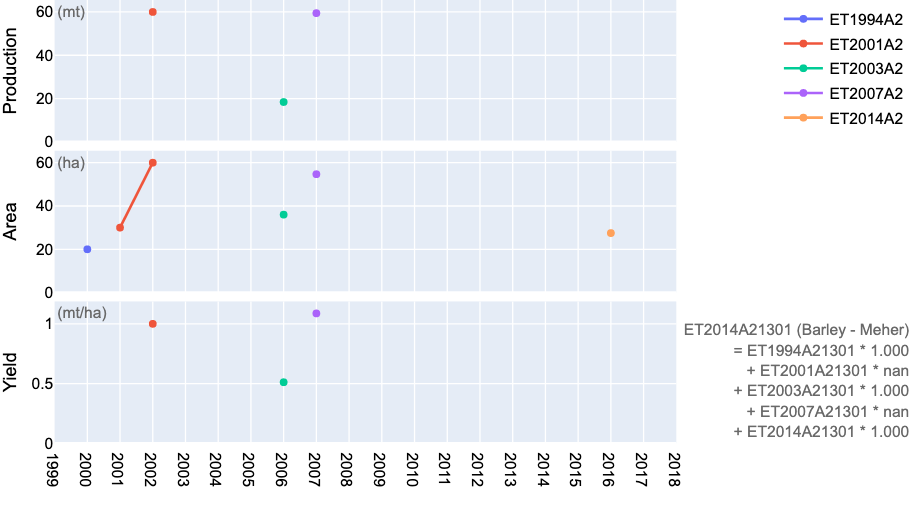 Production
(mt)
60
40
20
0
ET1994A2
ET2001A2
ET2003A2
ET2007A2
ET2014A2
Area
(ha)
60
40
20
0
Yield
(mt/ha)
1
0.5
0
1999 2000 2001 2002 2003 2004 2005 2006 2007 2008 2009 2010 2011 2012 2013 2014 2015 2016 2017 2018
ET2014A21301 (Barley - Meher)
= ET1994A21301 * 1.000
+ ET2001A21301 * nan
+ ET2003A21301 * 1.000
+ ET2007A21301 * nan
+ ET2014A21301 * 1.000